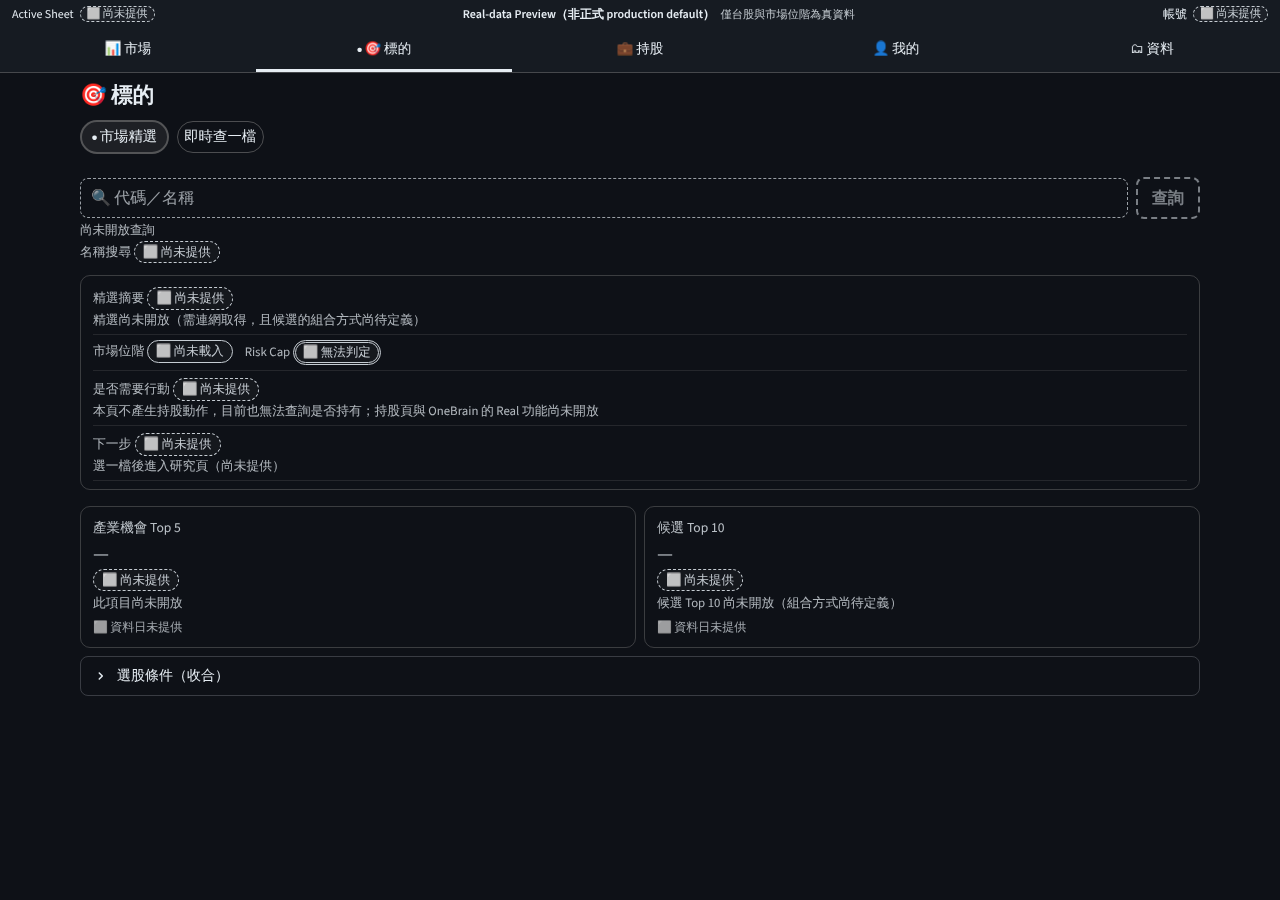 Active Sheet ⬜ 尚未提供 Real-data Preview（非正式 production default） 僅台股與市場位階為真資料 帳號 ⬜ 尚未提供
📊 市場 • 🎯 標的 💼 持股 👤 我的 🗂 資料
🎯 標的
• 市場精選 即時查一檔
🔍 代碼／名稱 查詢
尚未開放查詢
名稱搜尋 ⬜ 尚未提供
精選摘要 ⬜ 尚未提供
精選尚未開放（需連網取得，且候選的組合方式尚待定義）
市場位階 ⬜ 尚未載入 Risk Cap ⬜ 無法判定
是否需要行動 ⬜ 尚未提供
本頁不產生持股動作，目前也無法查詢是否持有；持股頁與 OneBrain 的 Real 功能尚未開放
下一步 ⬜ 尚未提供
選一檔後進入研究頁（尚未提供）
產業機會 Top 5
—
⬜ 尚未提供
此項目尚未開放
⬜ 資料日未提供
候選 Top 10
—
⬜ 尚未提供
候選 Top 10 尚未開放（組合方式尚待定義）
⬜ 資料日未提供
› 選股條件（收合）